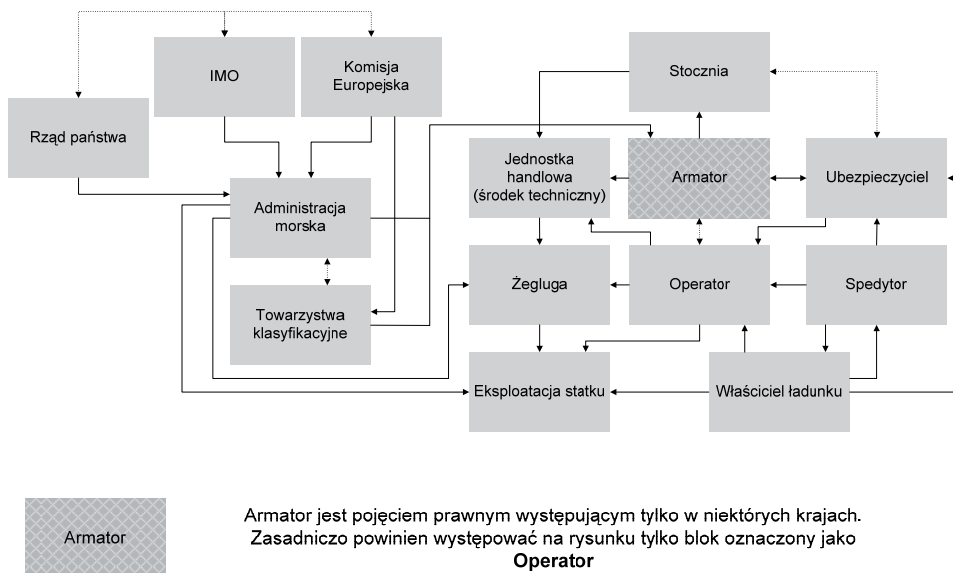 IMO
Komisja
Europejska
Stocznia
Rząd państwa
Jednostka
handlowa
(środek techniczny)
Armator
Ubezpieczyciel
Administracja
morska
Żegluga
Operator
Spedytor
Towarzystwa
klasyfikacyjne
Eksploatacja statku
Właściciel ładunku
Armator
Armator jest pojęciem prawnym występującym tylko w niektórych krajach.
Zasadniczo powinien występować na rysunku tylko blok oznaczony jako
Operator